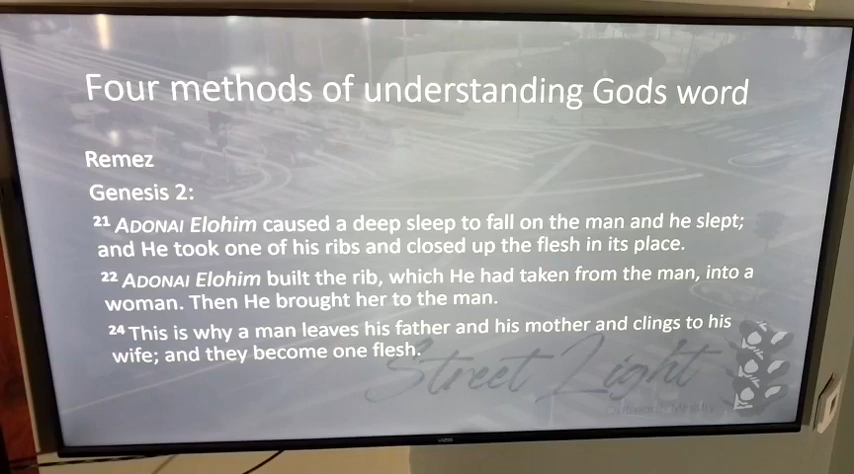 Four methods of understanding Gods word
Remez
Genesis 2:
21 ADONAI Elohim caused a deep sleep to fall on the man and he slept;
and He took one of his ribs and closed up the flesh in its place.
22 ADONAI Elohim built the rib, which He had taken from the man, into a
woman. Then He brought her to the man.
24 This is why a man leaves his father and his mother and clings to his
wife; and they become one flesh.
Street Light
VIZIO